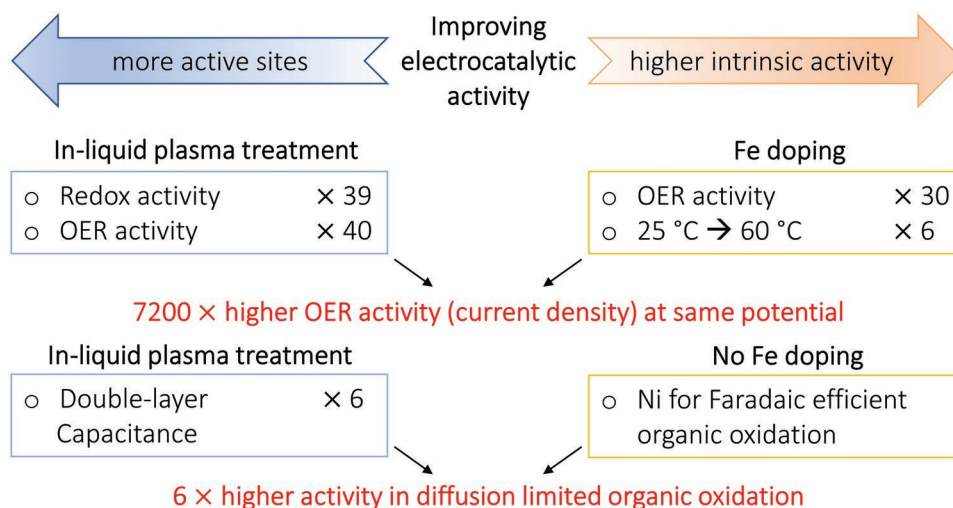 more active sites
Improving
electrocatalytic
activity
higher intrinsic activity
In-liquid plasma treatment
○ Redox activity × 39
○ OER activity × 40
Fe doping
○ OER activity × 30
○ 25 °C → 60 °C × 6
7200 × higher OER activity (current density) at same potential
In-liquid plasma treatment
○ Double-layer × 6
Capacitance
No Fe doping
○ Ni for Faradaic efficient
organic oxidation
6 × higher activity in diffusion limited organic oxidation